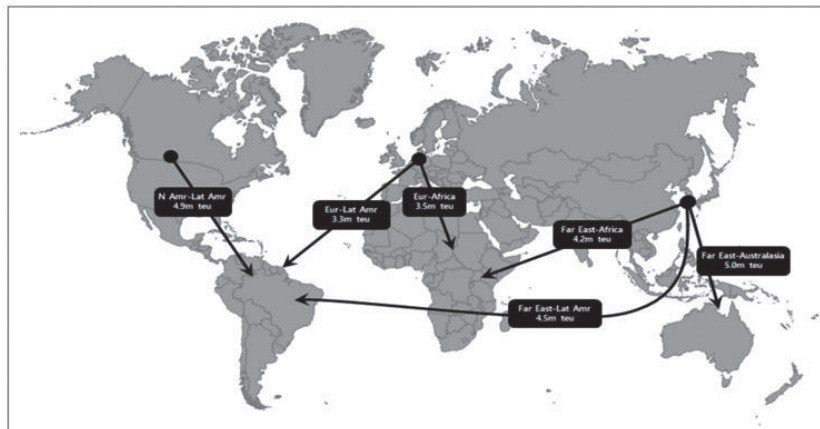 N Amr-Lat Amr
4.9m teu
Eur-Lat Amr
3.3m teu
Eur-Africa
3.5m teu
Far East-Africa
4.2m teu
Far East-Australasia
5.0m teu
Far East-Lat Amr
4.5m teu